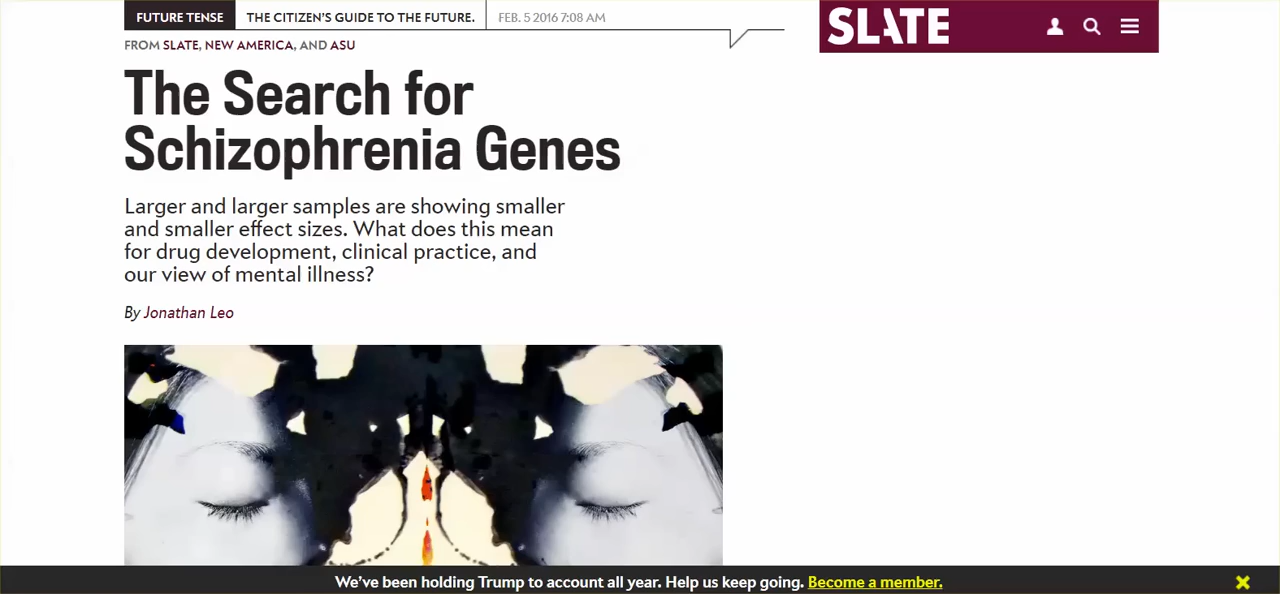 FUTURE TENSE THE CITIZEN'S GUIDE TO THE FUTURE. FEB. 5 2016 7:08 AM
SLATE
FROM SLATE, NEW AMERICA, AND ASU
The Search for
Schizophrenia Genes
Larger and larger samples are showing smaller
and smaller effect sizes. What does this mean
for drug development, clinical practice, and
our view of mental illness?
By Jonathan Leo
We've been holding Trump to account all year. Help us keep going. Become a member.